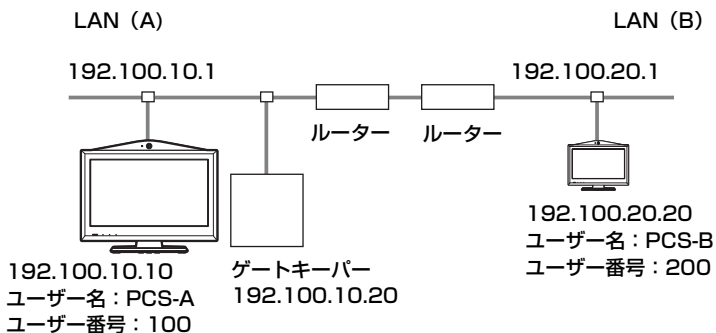 LAN（A）
LAN（B）
192.100.10.1
192.100.20.1
ルーター
ルーター
192.100.10.10
ユーザー名：PCS-A
ユーザー番号：100
ゲートキーパー
192.100.10.20
192.100.20.20
ユーザー名：PCS-B
ユーザー番号：200